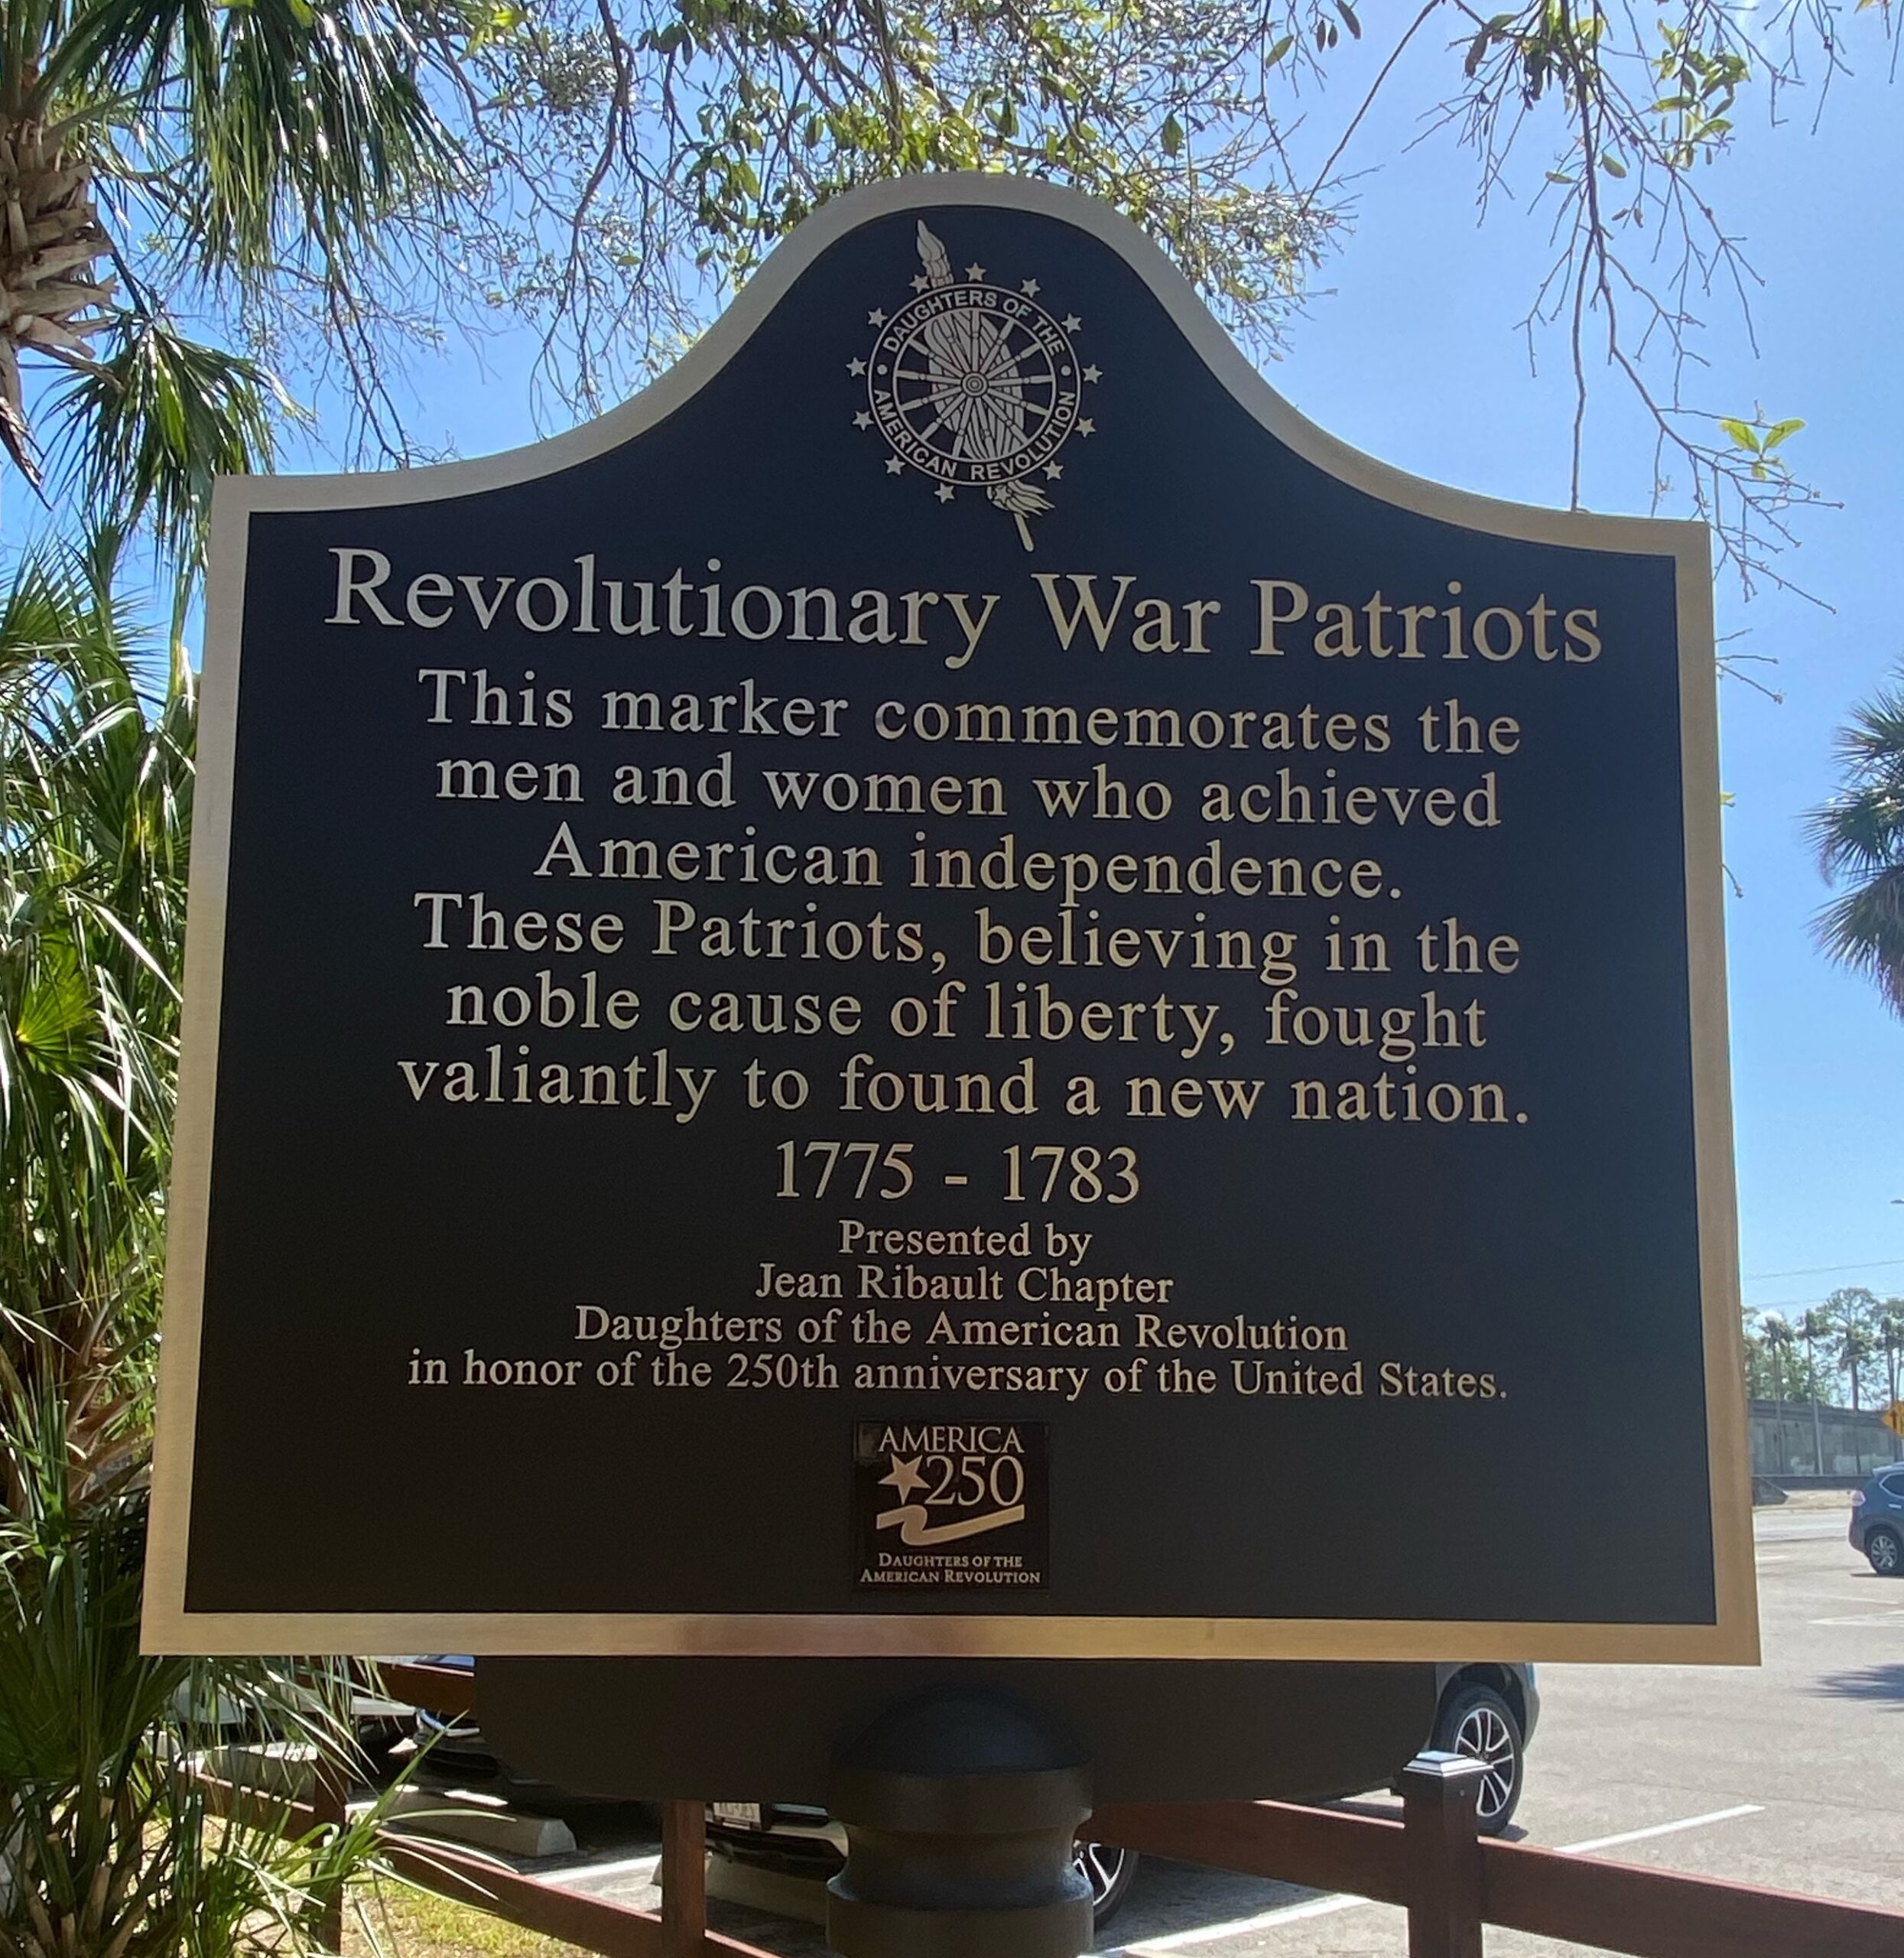 DAUGHTERS OF THE
AMERICAN REVOLUTION
Revolutionary War Patriots
This marker commemorates the
men and women who achieved
American independence.
These Patriots, believing in the
noble cause of liberty, fought
valiantly to found a new nation.
1775 - 1783
Presented by
Jean Ribault Chapter
Daughters of the American Revolution
in honor of the 250th anniversary of the United States.
AMERICA
250
DAUGHTERS OF THE
AMERICAN REVOLUTION